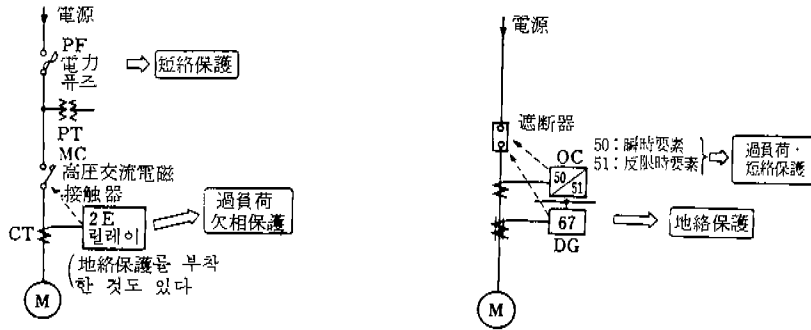 電源
PF
電力
퓨즈
短絡保護
PT
MC
高圧交流電磁
接触器
2E
릴레이
過負荷
欠相保護
CT
(地絡保護를 부착
한 것도 있다
M
電源
遮断器
OC
50
51
50：瞬時要素
51：反限時要素
過負荷・
短絡保護
67
DG
地絡保護
M